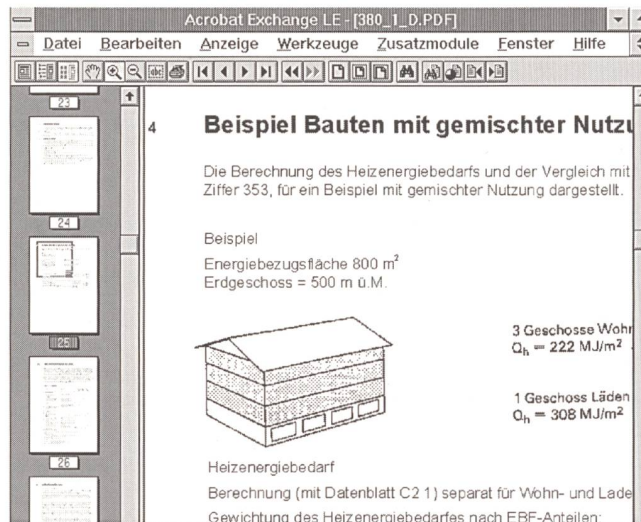 Acrobat Exchange LE - [380_1_D.PDF]
Datei Bearbeiten Anzeige Werkzeuge Zusatzmodule Fenster Hilfe
23
24
25
26
4 Beispiel Bauten mit gemischter Nutzu
Die Berechnung des Heizenergiebedarfs und der Vergleich mit
Ziffer 353, für ein Beispiel mit gemischter Nutzung dargestellt.
Beispiel
Energiebezugsfläche 800 m²
Erdgeschoss = 500 m ü.M.
3 Geschosse Wohr
Qh = 222 MJ/m²
1 Geschoss Läden
Qh = 308 MJ/m²
Heizenergiebedarf
Berechnung (mit Datenblatt C2 1) separat für Wohn- und Lade
Gewichtung des Heizenergiebedarfes nach EBF-Anteilen: